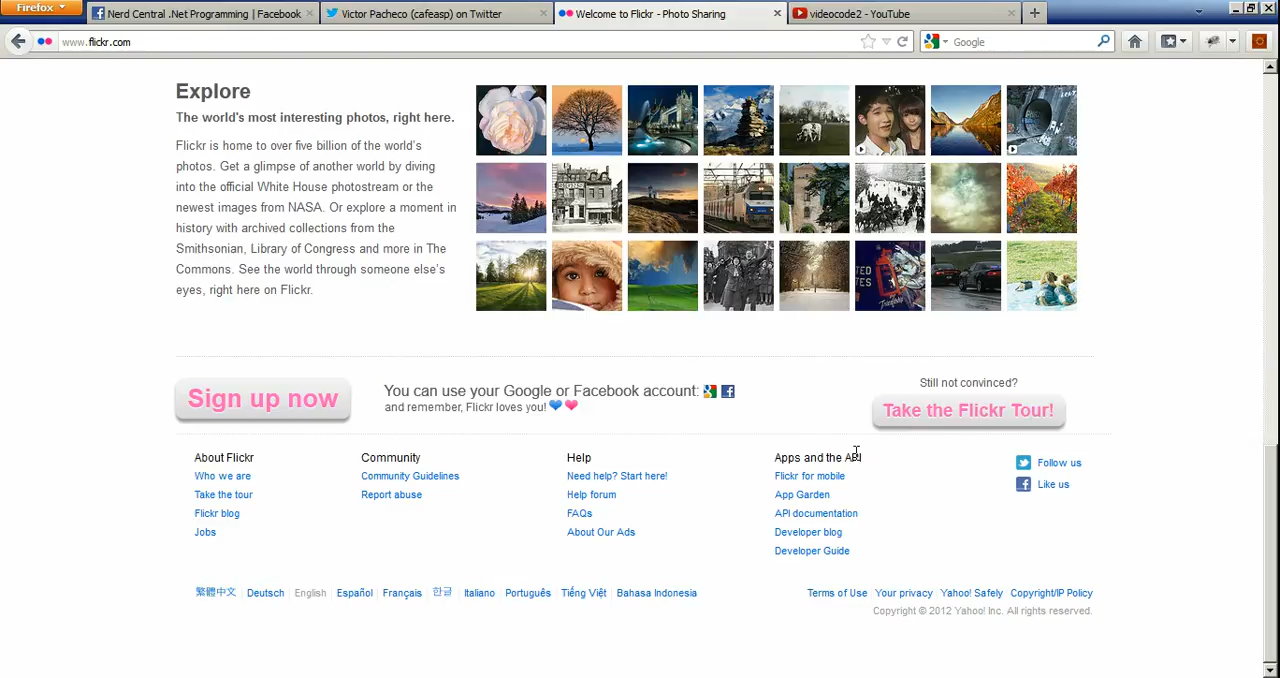 Firefox
Nerd Central .Net Programming | Facebook
Victor Pacheco (cafeasp) on Twitter
Welcome to Flickr - Photo Sharing
videocode2 - YouTube
www.flickr.com
Google
Explore
The world's most interesting photos, right here.
Flickr is home to over five billion of the world's
photos. Get a glimpse of another world by diving
into the official White House photostream or the
newest images from NASA. Or explore a moment in
history with archived collections from the
Smithsonian, Library of Congress and more in The
Commons. See the world through someone else's
eyes, right here on Flickr.
Sign up now
You can use your Google or Facebook account:
and remember, Flickr loves you!
Still not convinced?
Take the Flickr Tour!
About Flickr
Who we are
Take the tour
Flickr blog
Jobs
Community
Community Guidelines
Report abuse
Help
Need help? Start here!
Help forum
FAQs
About Our Ads
Apps and the API
Flickr for mobile
App Garden
API documentation
Developer blog
Developer Guide
Follow us
Like us
繁體中文 Deutsch English Español Français 한글 Italiano Português Tiếng Việt Bahasa Indonesia
Terms of Use Your privacy Yahoo! Safely Copyright/IP Policy
Copyright © 2012 Yahoo! Inc. All rights reserved.